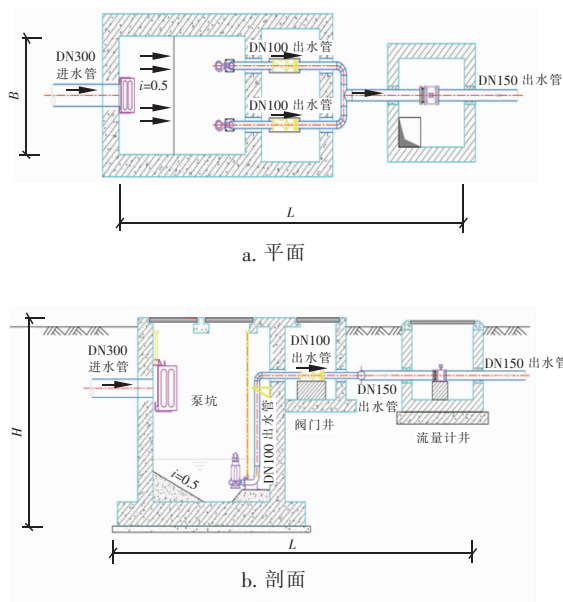 DN300
进水管
B
i=0.5
DN100 出水管
DN100 出水管
DN150 出水管
L
a. 平面
DN300
进水管
H
泵坑
i=0.5
DN100 出水管
DN100
出水管
阀门井
DN150
出水管
流量计井
DN150 出水管
L
b. 剖面